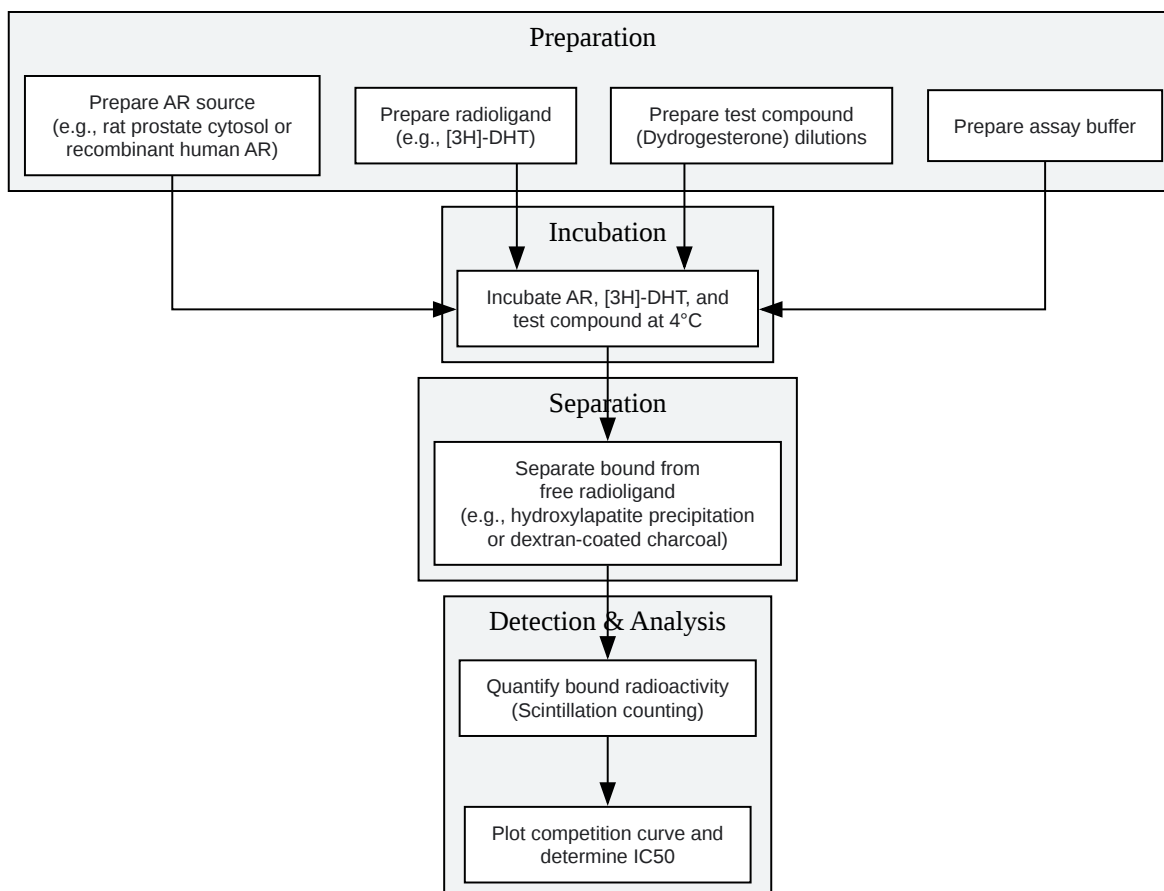 Preparation
Prepare AR source
(e.g., rat prostate cytosol or
recombinant human AR)
Prepare radioligand
(e.g., [3H]-DHT)
Prepare test compound
(Dydrogesterone) dilutions
Prepare assay buffer
Incubation
Incubate AR, [3H]-DHT, and
test compound at 4°C
Separation
Separate bound from
free radioligand
(e.g., hydroxylapatite precipitation
or dextran-coated charcoal)
Detection & Analysis
Quantify bound radioactivity
(Scintillation counting)
Plot competition curve and
determine IC50